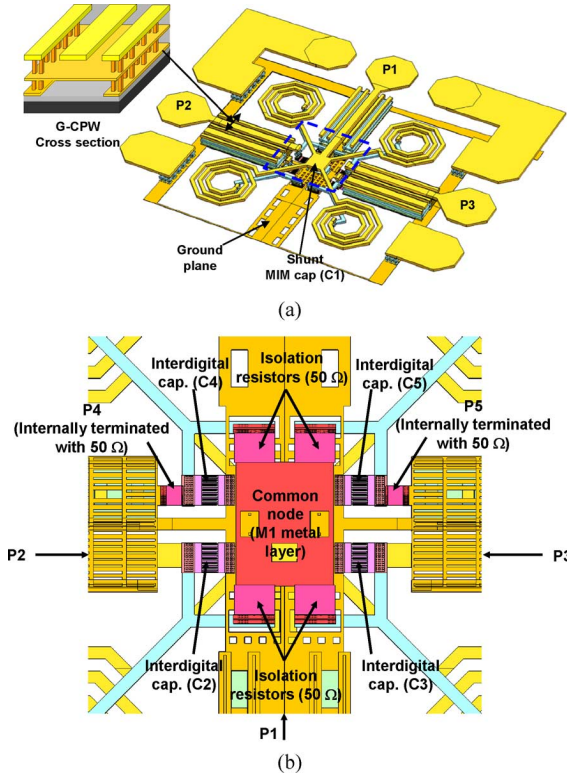 G-CPW
Cross section
P1
P2
P3
Ground
plane
Shunt
MIM cap (C1)
(a)
Interdigital
cap. (C4)
Isolation
resistors (50 Ω)
Interdigital
cap. (C5)
P4
(Internally terminated
with 50 Ω)
P5
(Internally terminated
with 50 Ω)
Common
node
(M1 metal
layer)
P2
P3
Interdigital
cap. (C2)
Isolation
resistors (50 Ω)
Interdigital
cap. (C3)
P1
(b)